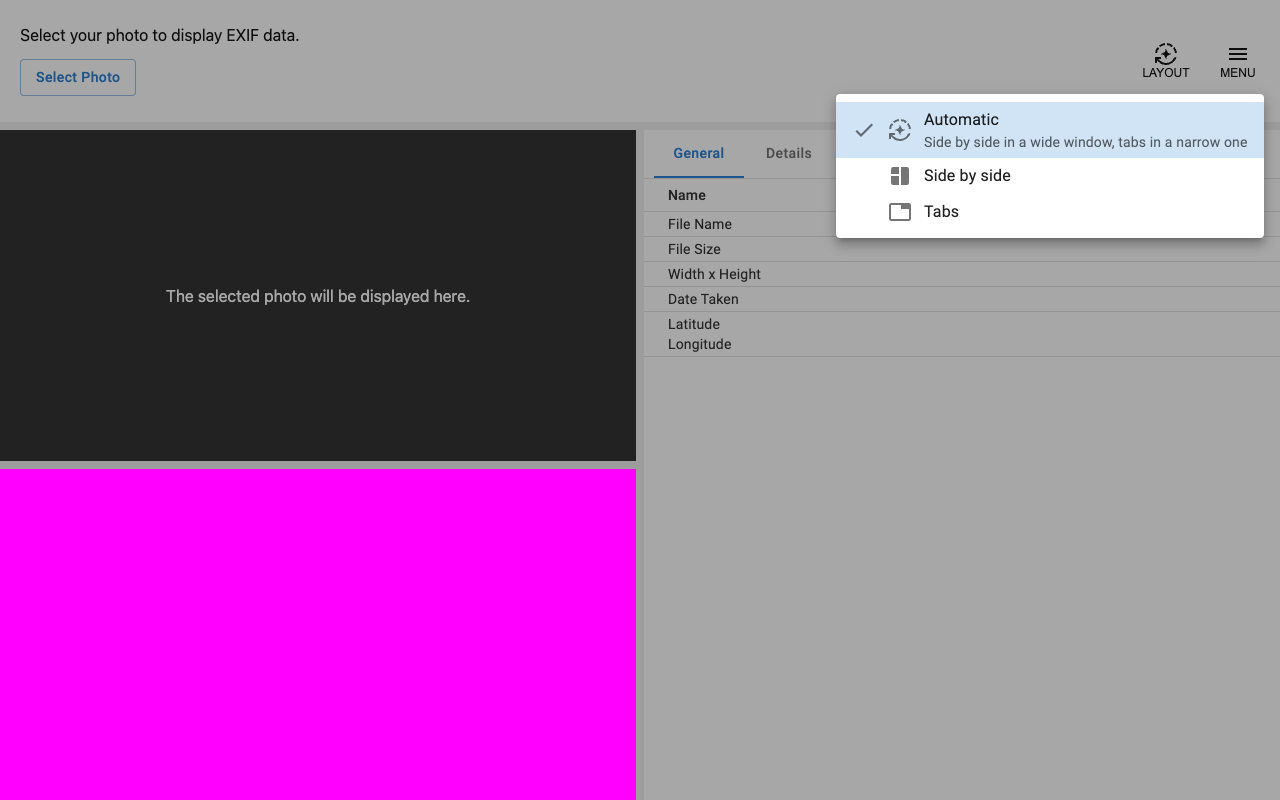 Select your photo to display EXIF data.
Select Photo
LAYOUT
MENU
Automatic
Side by side in a wide window, tabs in a narrow one
Side by side
Tabs
The selected photo will be displayed here.
General
Details
Name
File Name
File Size
Width x Height
Date Taken
Latitude
Longitude